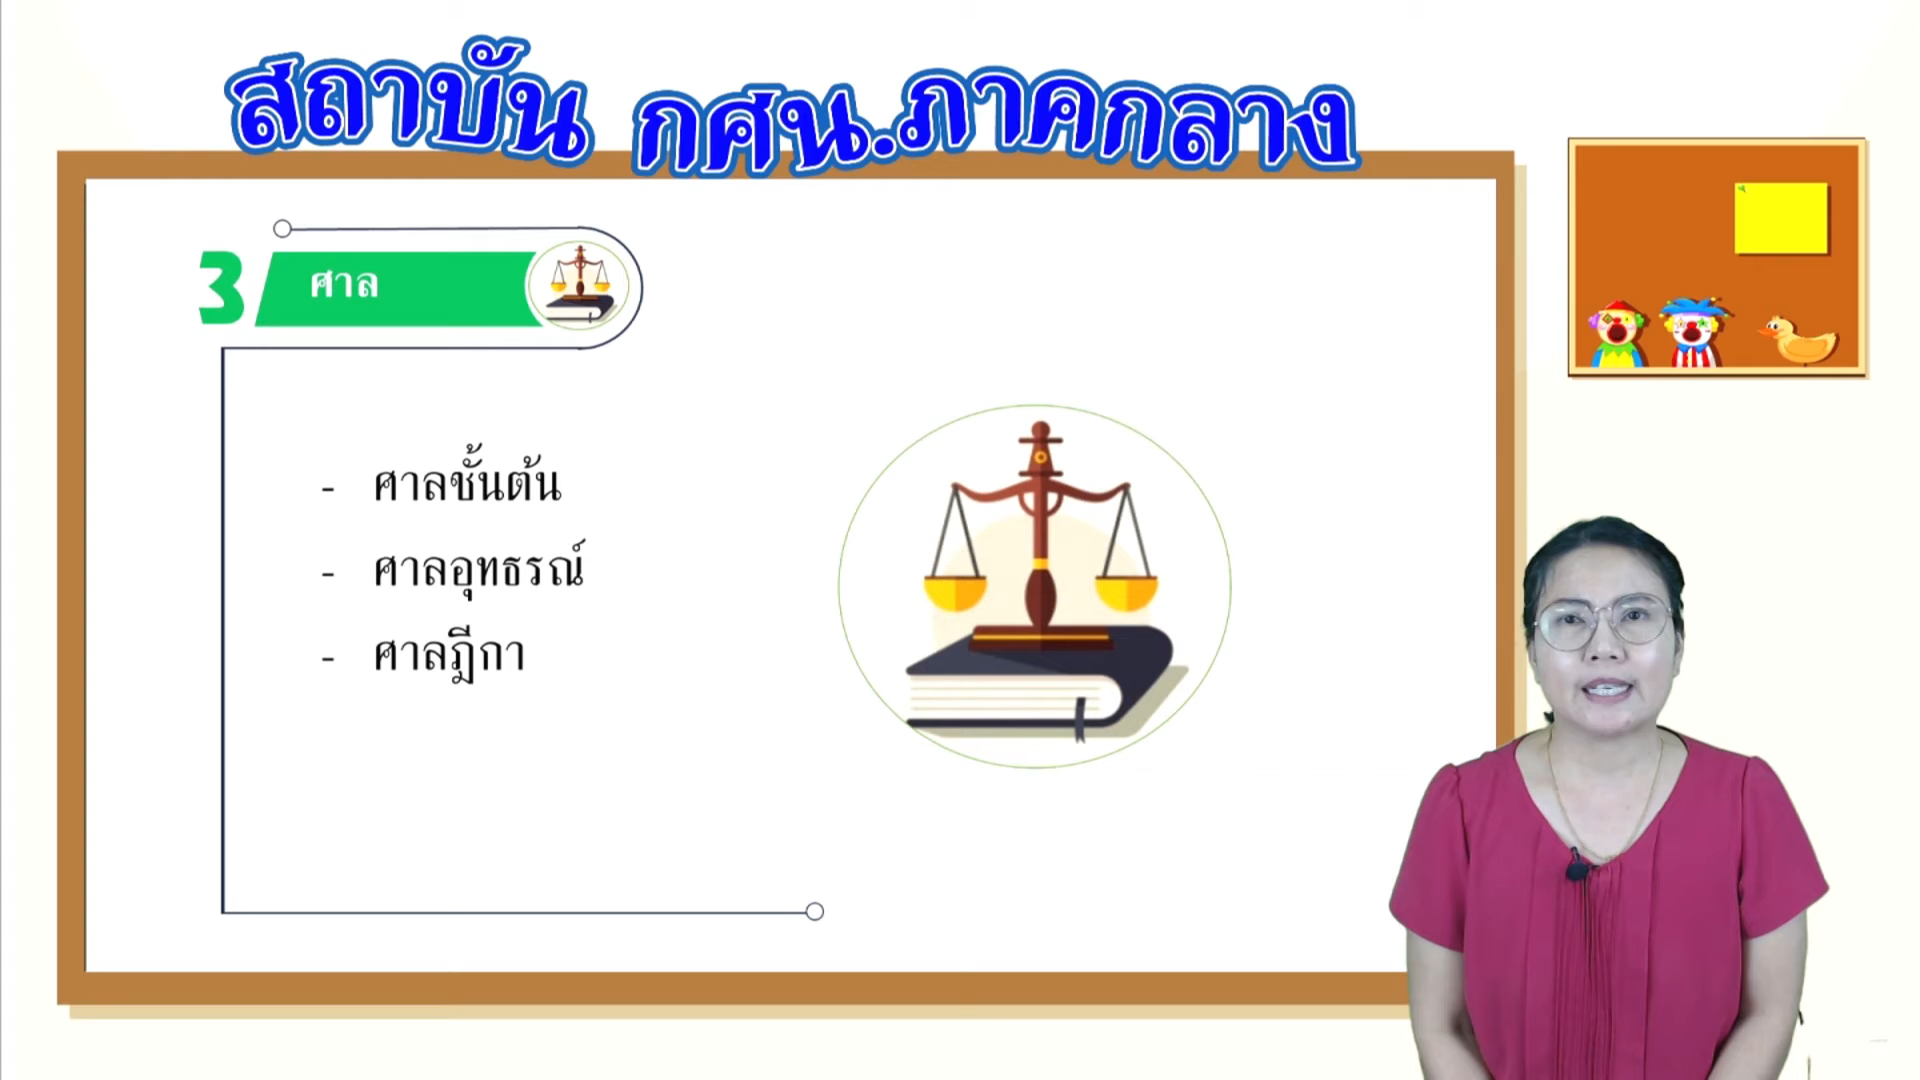 สถาบัน กศน.ภาคกลาง
3 ศาล
- ศาลชั้นต้น
- ศาลอุทธรณ์
- ศาลฎีกา